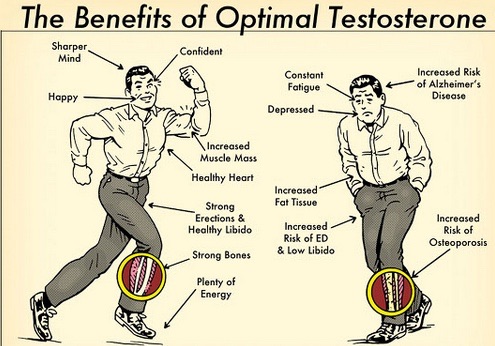 The Benefits of Optimal Testosterone
Sharper
Mind
Confident
Happy
Increased
Muscle Mass
Healthy Heart
Strong
Erections &
Healthy Libido
Strong Bones
Plenty of
Energy
Constant
Fatigue
Increased Risk
of Alzheimer's
Disease
Depressed
Increased
Fat Tissue
Increased
Risk of ED
& Low Libido
Increased
Risk of
Osteoporosis